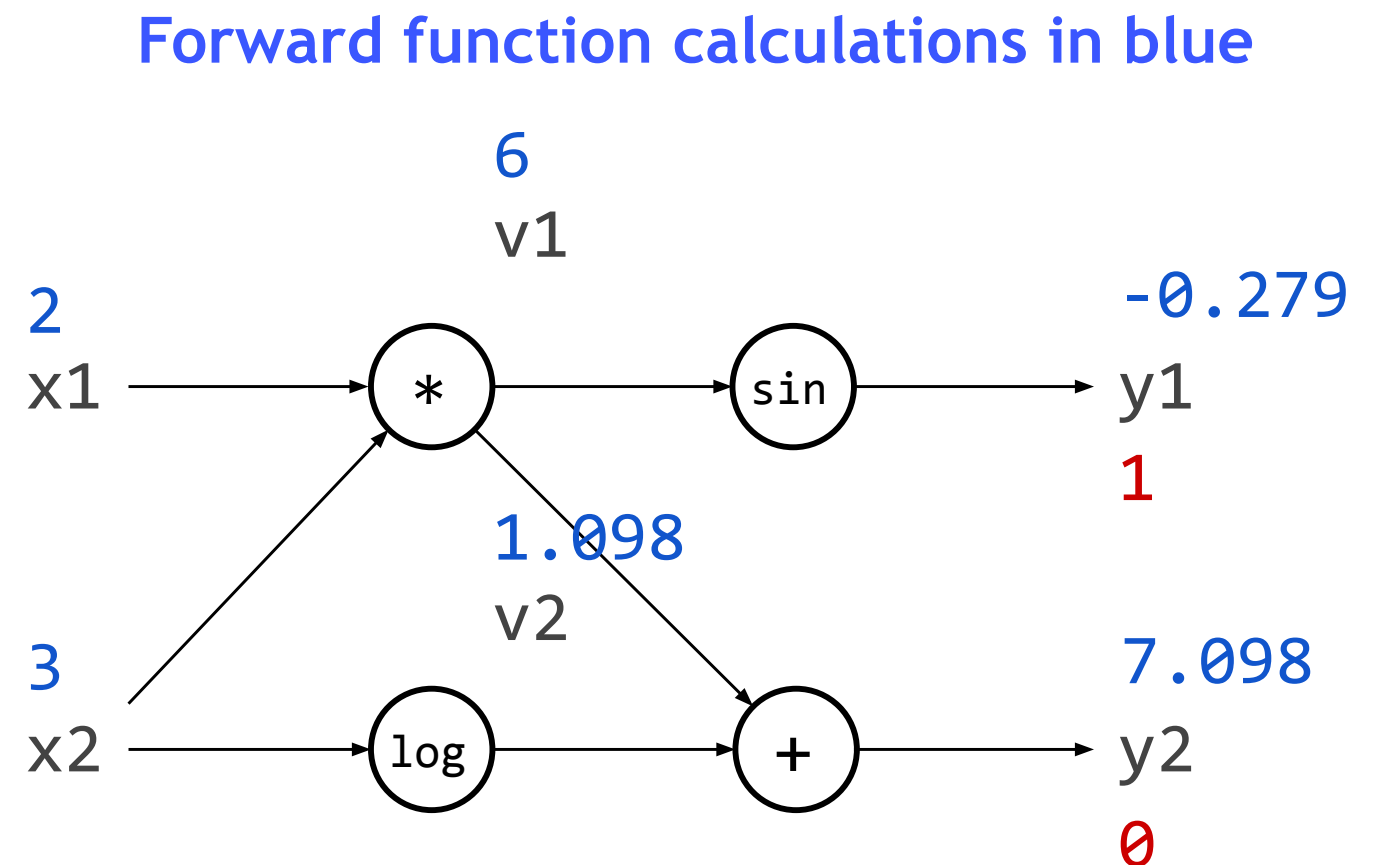 Forward function calculations in blue
6
v1
2
x1
*
sin
-0.279
y1
1
1.098
v2
3
x2
log
+
7.098
y2
0